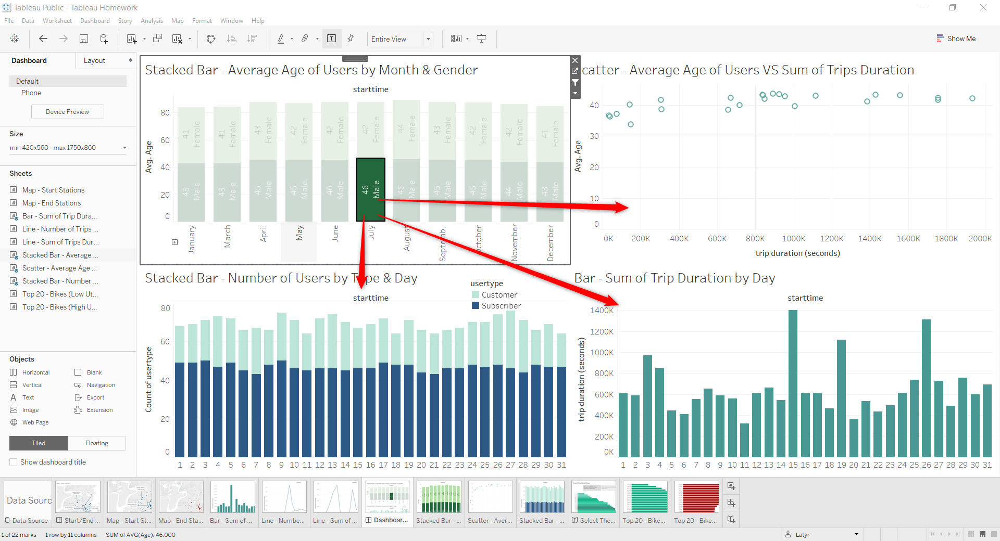 Tableau Public - Tableau Homework
File Data Worksheet Dashboard Story Analysis Map Format Window Help
Entire View
Show Me
Dashboard
Layout
Default
Phone
Device Preview
Size
min 420x560 - max 1750x860
Sheets
Map - Start Stations
Map - End Stations
Bar - Sum of Trip Dura...
Line - Number of Trips ...
Line - Sum of Trips Dur...
Stacked Bar - Average ...
Scatter - Average Age ...
Stacked Bar - Number ...
Top 20 - Bikes (Low Ut...
Top 20 - Bikes (High U...
Objects
Horizontal Blank
Vertical Navigation
Text Export
Image Extension
Web Page
Tiled Floating
Show dashboard title
Stacked Bar - Average Age of Users by Month & Gender
starttime
Avg. Age
80
60
40
20
0
41 Female
41 Female
43 Female
42 Female
42 Female
42 Female
44 Female
43 Female
42 Female
42 Female
41 Female
43 Male
43 Male
45 Male
45 Male
46 Male
46 Male
46 Male
45 Male
45 Male
44 Male
43 Male
January
March
April
May
June
July
August
Septemb..
October
November
December
catter - Average Age of Users VS Sum of Trips Duration
Avg. Age
40
30
20
10
0
0K 200K 400K 600K 800K 1000K 1200K 1400K 1600K 1800K 2000K
trip duration (seconds)
Stacked Bar - Number of Users by Type & Day
starttime
usertype
Customer
Subscriber
Count of usertype
80
60
40
20
0
1 2 3 4 5 6 7 8 9 10 11 12 13 14 15 16 17 18 19 20 21 22 23 24 25 26 27 28 29 30 31
Bar - Sum of Trip Duration by Day
starttime
trip duration (seconds)
1400K
1200K
1000K
800K
600K
400K
200K
0K
1 2 3 4 5 6 7 8 9 10 11 12 13 14 15 16 17 18 19 20 21 22 23 24 25 26 27 28 29 30 31
Data Sourc
Data Source
Start/End ...
Map - Start St...
Map - End Sta...
Bar - Sum of ...
Line - Numbe...
Line - Sum of ...
Dashboar...
Stacked Bar - ...
Scatter - Aver...
Stacked Bar - ...
Select The...
Top 20 - Bike...
Top 20 - Bike...
1 of 22 marks 1 row by 11 columns SUM of AVG(Age): 46.000
Latyr